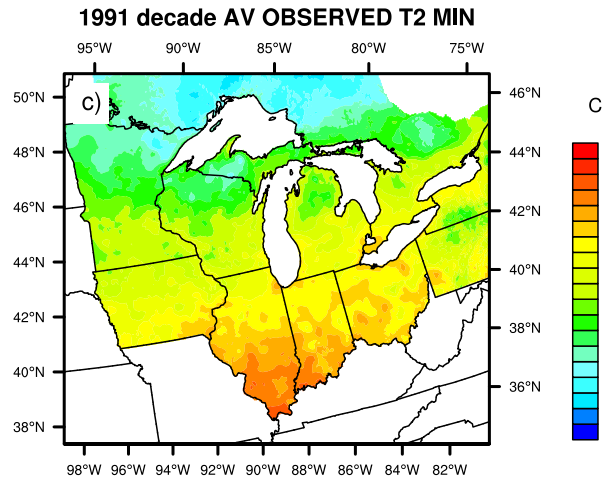 1991 decade AV OBSERVED T2 MIN
95°W 90°W 85°W 80°W 75°W
50°N c) 46°N C
48°N 44°N
46°N 42°N
44°N 40°N
42°N 38°N
40°N 36°N
38°N
98°W 96°W 94°W 92°W 90°W 88°W 86°W 84°W 82°W